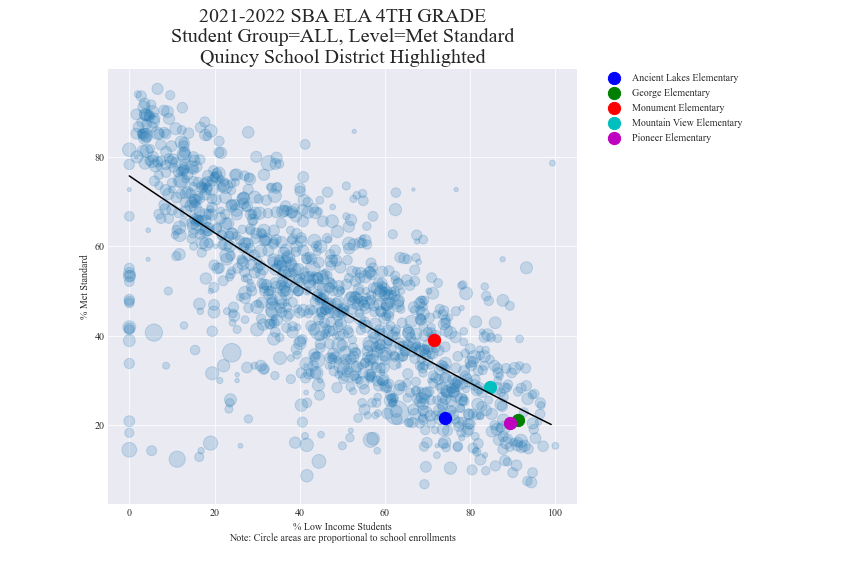 2021-2022 SBA ELA 4TH GRADE
Student Group=ALL, Level=Met Standard
Quincy School District Highlighted
Ancient Lakes Elementary
George Elementary
Monument Elementary
Mountain View Elementary
Pioneer Elementary
% Met Standard
80
60
40
20
0 20 40 60 80 100
% Low Income Students
Note: Circle areas are proportional to school enrollments